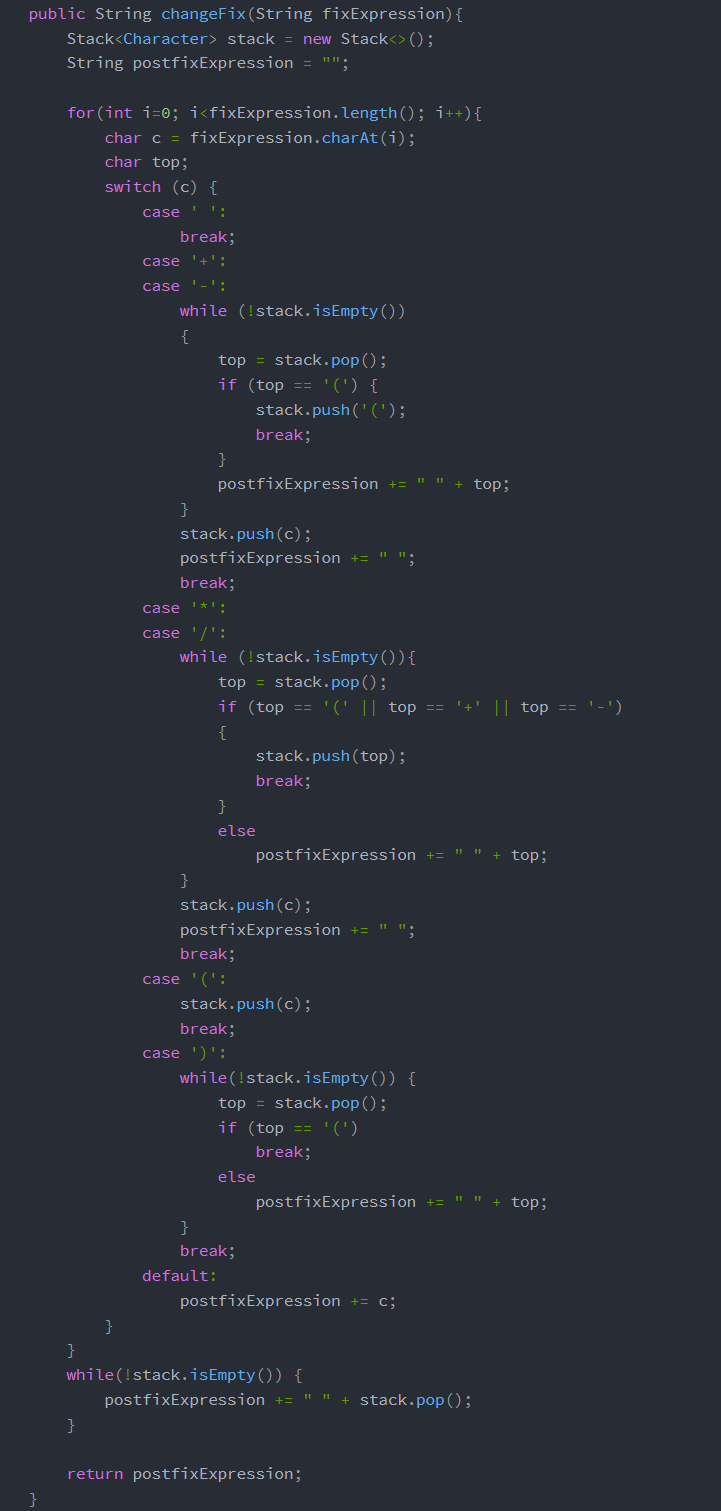 public String changeFix(String fixExpression){
    Stack<Character> stack = new Stack<>();
    String postfixExpression = "";

    for(int i=0; i<fixExpression.length(); i++){
        char c = fixExpression.charAt(i);
        char top;
        switch (c) {
            case ' ':
                break;
            case '+':
            case '-':
                while (!stack.isEmpty())
                {
                    top = stack.pop();
                    if (top == '(') {
                        stack.push('(');
                        break;
                    }
                    postfixExpression += " " + top;
                }
                stack.push(c);
                postfixExpression += " ";
                break;
            case '*':
            case '/':
                while (!stack.isEmpty()){
                    top = stack.pop();
                    if (top == '(' || top == '+' || top == '-')
                    {
                        stack.push(top);
                        break;
                    }
                    else
                        postfixExpression += " " + top;
                }
                stack.push(c);
                postfixExpression += " ";
                break;
            case '(':
                stack.push(c);
                break;
            case ')':
                while(!stack.isEmpty()) {
                    top = stack.pop();
                    if (top == '(')
                        break;
                    else
                        postfixExpression += " " + top;
                }
                break;
            default:
                postfixExpression += c;
        }
    }
    while(!stack.isEmpty()) {
        postfixExpression += " " + stack.pop();
    }

    return postfixExpression;
}